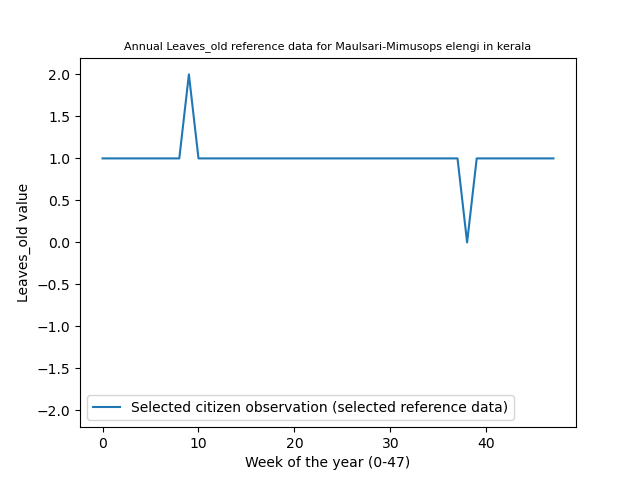 Annual Leaves_old reference data for Maulsari-Mimusops elengi in kerala
2.0
1.5
1.0
0.5
0.0
−0.5
−1.0
−1.5
−2.0
Leaves_old value
Selected citizen observation (selected reference data)
0 10 20 30 40
Week of the year (0-47)